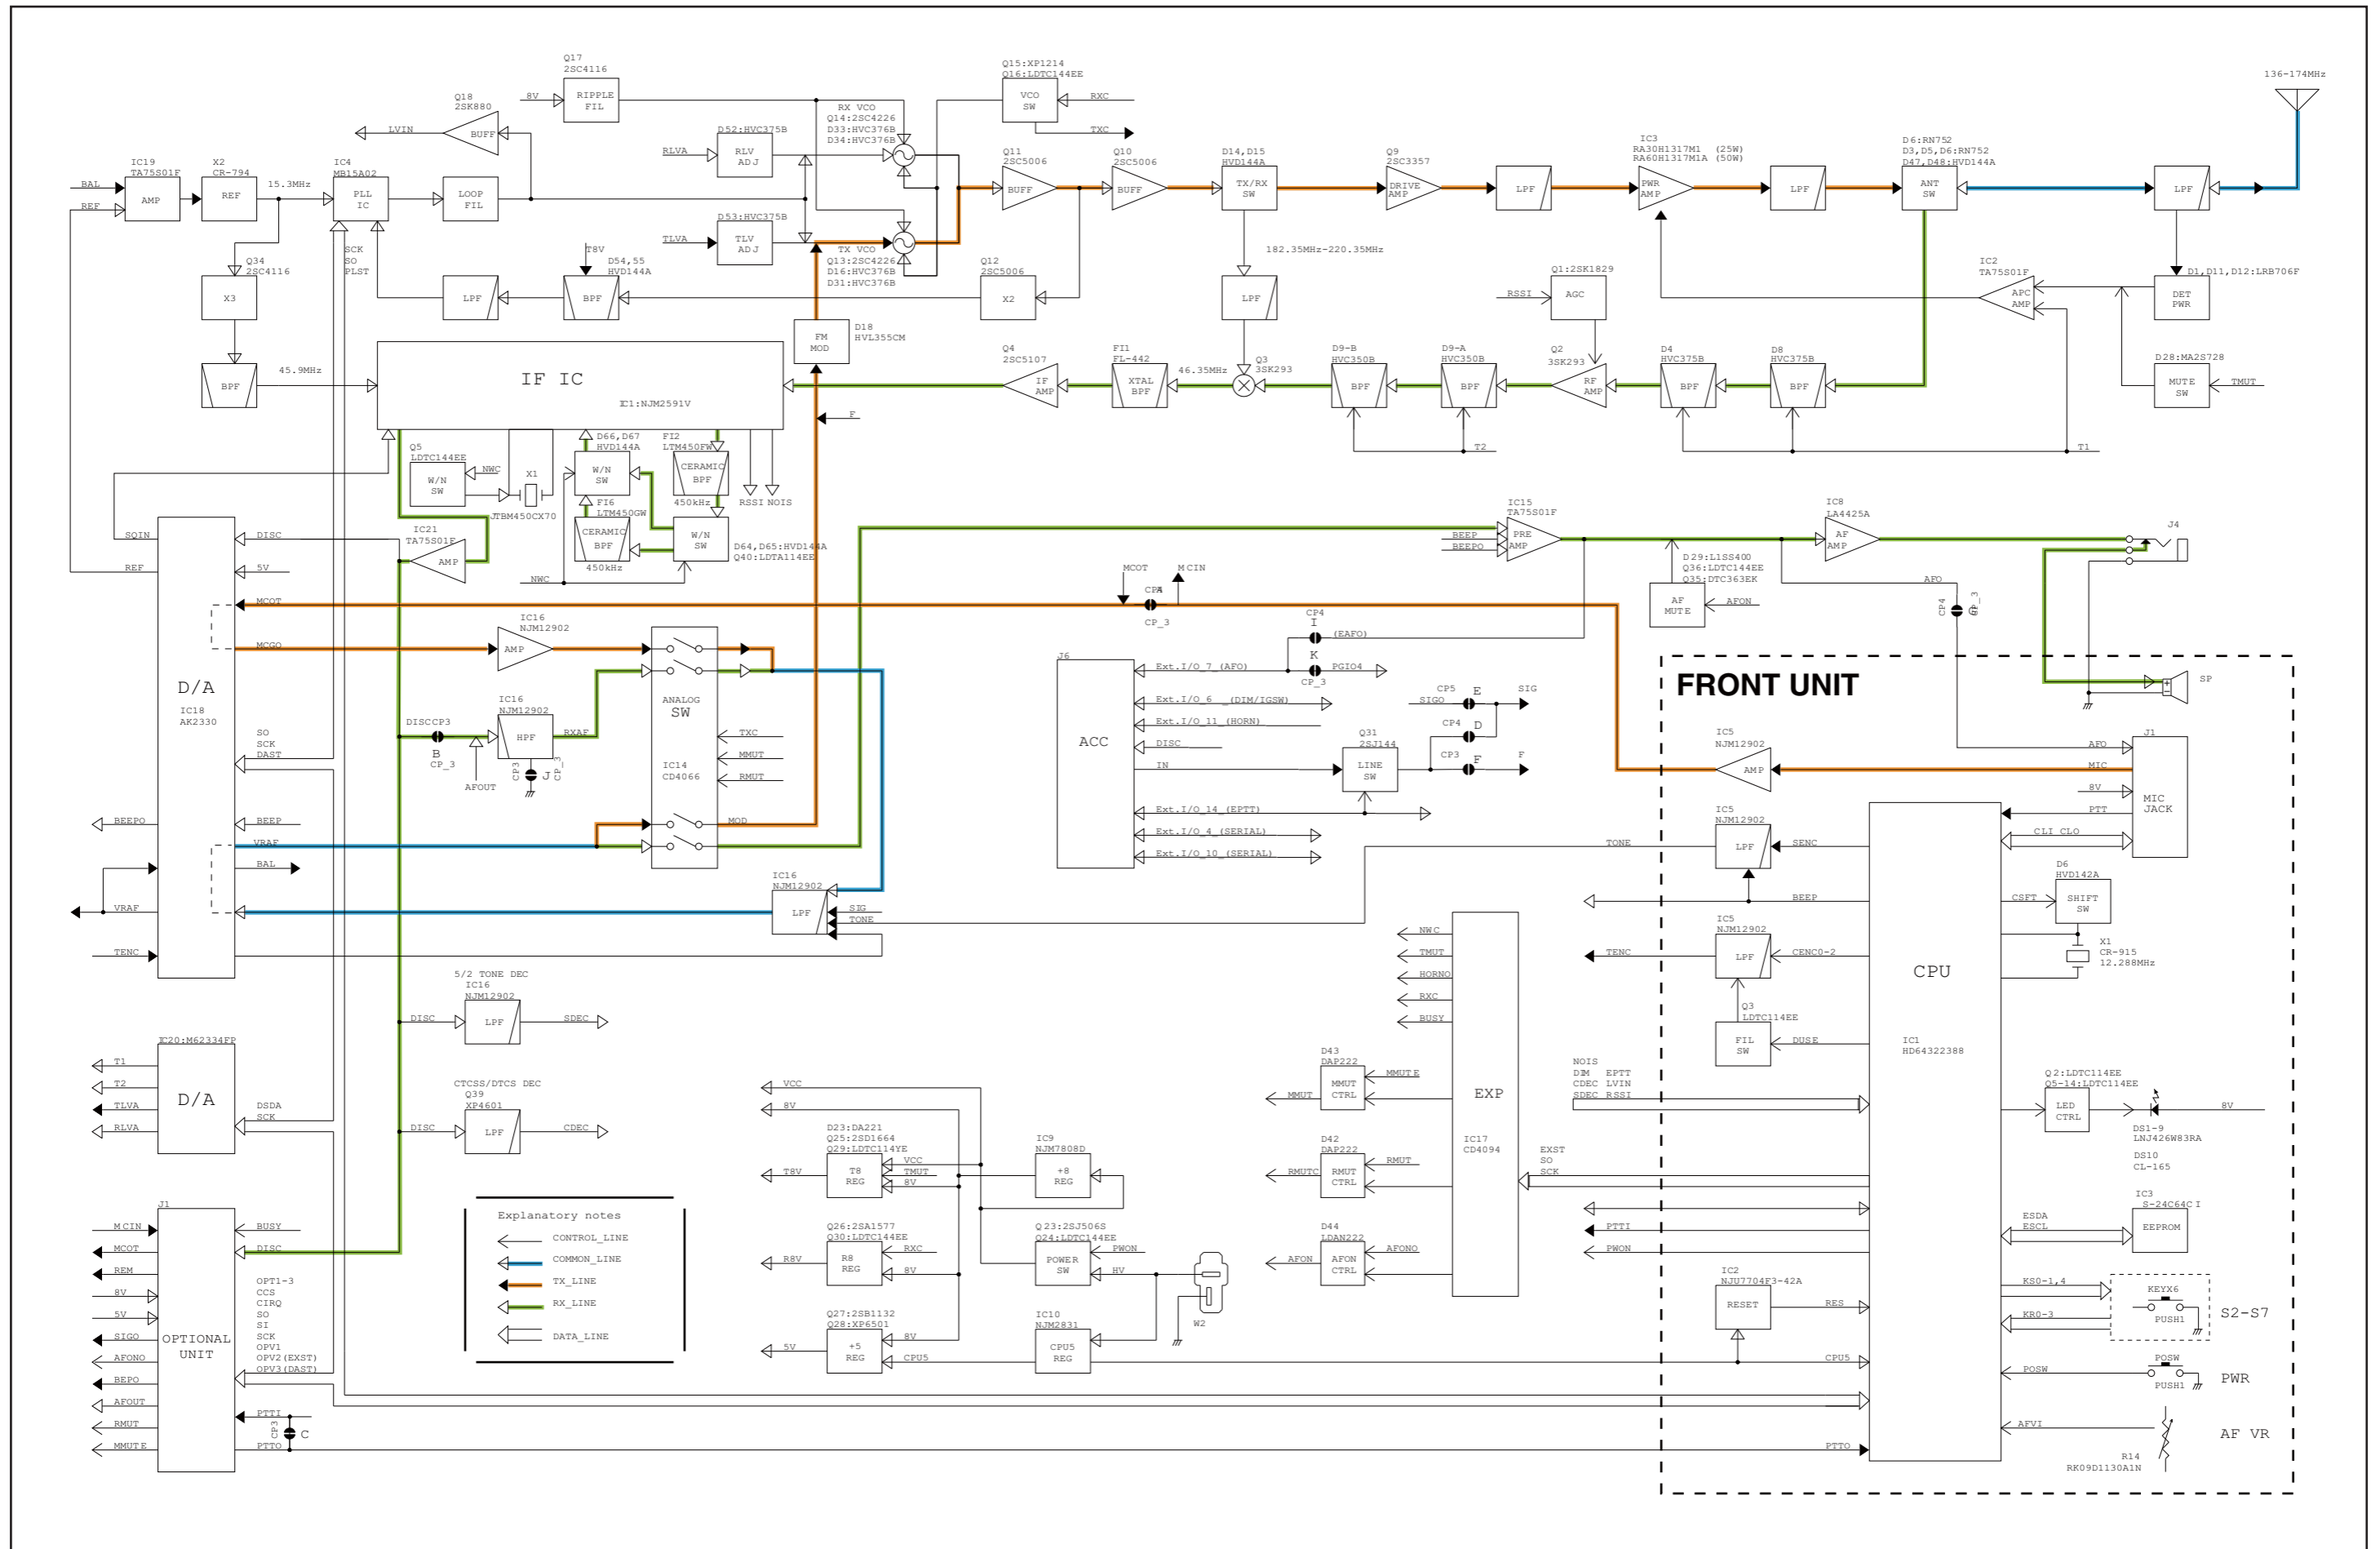 Q17
2SC4116
8V
RIPPLE
FIL
Q18
2SK880
LVIN
BUFF
RX VCO
Q14:2SC4226
D33:HVC376B
D34:HVC376B
Q15:XP1214
Q16:LDTC144EE
VCO
SW
RXC
TXC
136-174MHz
IC19
TA75S01F
BAL
REF
AMP
X2
CR-794
REF
15.3MHz
IC4
MB15A02
PLL
IC
LOOP
FIL
D52:HVC375B
RLVA
RLV
ADJ
D53:HVC375B
TLVA
TLV
ADJ
TX VCO
Q13:2SC4226
D16:HVC376B
D31:HVC376B
Q11
2SC5006
BUFF
Q10
2SC5006
BUFF
D14,D15
HVD144A
TX/RX
SW
Q9
2SC3357
DRIVE
AMP
LPF
IC3
RA30H1317M1 (25W)
RA60H1317M1A (50W)
PWR
AMP
LPF
D6:RN752
D3,D5,D6:RN752
D47,D48:HVD144A
ANT
SW
LPF
SCK
SO
PLST
Q34
2SC4116
X3
LPF
T8V
D54,55
HVD144A
BPF
Q12
2SC5006
X2
182.35MHz-220.35MHz
LPF
Q1:2SK1829
RSSI
AGC
IC2
TA75S01F
APC
AMP
D1,D11,D12:LRB706F
DET
PWR
D28:MA2S728
MUTE
SW
TMUT
FM
MOD
D18
HVL355CM
BPF
45.9MHz
IF IC
IC1:NJM2591V
Q4
2SC5107
IF
AMP
FI1
FL-442
XTAL
BPF
46.35MHz
Q3
3SK293
D9-B
HVC350B
BPF
D9-A
HVC350B
BPF
Q2
3SK293
RF
AMP
D4
HVC375B
BPF
D8
HVC375B
BPF
F
T2
T1
Q5
LDTC144EE
W/N
SW
NWC
X1
JTBM450CX70
D66,D67
HVD144A
W/N
SW
FI2
LTM450FW
CERAMIC
BPF
450kHz
RSSI NOIS
FI6
LTM450GW
CERAMIC
BPF
450kHz
W/N
SW
D64,D65:HVD144A
Q40:LDTA114EE
NWC
IC21
TA75S01F
AMP
SQIN
DISC
REF
5V
MCOT
MCGO
D/A
IC18
AK2330
SO
SCK
DAST
BEEPO
BEEP
VRAF
BAL
VRAF
TENC
IC16
NJM12902
AMP
DISCCP3
B
CP_3
AFOUT
IC16
NJM12902
HPF
RXAF
CP3
J
CP_3
ANALOG
SW
IC14
CD4066
TXC
MMUT
RMUT
MOD
IC16
NJM12902
LPF
SIG
TONE
MCOT
MCIN
CP4
A
CP_3
IC15
TA75S01F
PRE
AMP
BEEP
BEEPO
D29:L1SS400
Q36:LDTC144EE
Q35:DTC363EK
AF
MUTE
AFON
IC8
LA4425A
AF
AMP
J4
AFO
CP4
G
CP_3
CP4
I
(EAFO)
K
CP_3
PGIO4
J6
ACC
Ext.I/O_7_(AFO)
Ext.I/O_6 _(DIM/IGSW)
Ext.I/O_11_(HORN)
DISC
IN
Ext.I/O_14_(EPTT)
Ext.I/O_4_(SERIAL)
Ext.I/O_10_(SERIAL)
CP5
E
SIGO
SIG
CP4
D
Q31
2SJ144
LINE
SW
CP3
F
F
FRONT UNIT
SP
IC5
NJM12902
AMP
AFO
MIC
8V
PTT
CLI CLO
J1
MIC
JACK
TONE
IC5
NJM12902
LPF
SENC
BEEP
IC5
NJM12902
LPF
TENC
CENC0-2
Q3
LDTC114EE
FIL
SW
DUSE
CPU
IC1
HD64322388
D6
HVD142A
CSFT
SHIFT
SW
X1
CR-915
12.288MHz
NWC
TMUT
HORNO
RXC
BUSY
EXP
IC17
CD4094
5/2 TONE DEC
IC16
NJM12902
DISC
LPF
SDEC
CTCSS/DTCS DEC
Q39
XP4601
DISC
LPF
CDEC
IC20:M62334FP
T1
T2
TLVA
RLVA
D/A
DSDA
SCK
D43
DAP222
MMUT
CTRL
MMUT
MMUTE
D42
DAP222
RMUT
CTRL
RMUTC
RMUT
D44
LDAN222
AFON
CTRL
AFON
AFONO
NOIS
DIM EPTT
CDEC LVIN
SDEC RSSI
EXST
SO
SCK
PTTI
PWON
VCC
8V
D23:DA221
Q25:2SD1664
Q29:LDTC114YE
T8
REG
T8V
VCC
TMUT
8V
IC9
NJM7808D
+8
REG
Q26:2SA1577
Q30:LDTC144EE
R8
REG
R8V
RXC
8V
Q23:2SJ506S
Q24:LDTC144EE
POWER
SW
PWON
HV
W2
Q27:2SB1132
Q28:XP6501
+5
REG
5V
8V
CPU5
IC10
NJM2831
CPU5
REG
Q2:LDTC114EE
Q5-14:LDTC114EE
LED
CTRL
8V
DS1-9
LNJ426W83RA
DS10
CL-165
IC3
S-24C64CI
ESDA
ESCL
EEPROM
IC2
NJU7704F3-42A
RESET
RES
CPU5
KS0-1,4
KR0-3
KEYX6
PUSH1
S2-S7
POSW
POSW
PUSH1
PWR
AFVI
AF VR
R14
RK09D1130A1N
PTTO
J1
MCIN
MCOT
REM
8V
5V
SIGO
AFONO
BEPO
AFOUT
RMUT
MMUTE
OPTIONAL
UNIT
BUSY
DISC
OPT1-3
CCS
CIRQ
SO
SI
SCK
OPV1
OPV2(EXST)
OPV3(DAST)
PTTI
CP3
C
PTTO
Explanatory notes
CONTROL_LINE
COMMON_LINE
TX_LINE
RX_LINE
DATA_LINE